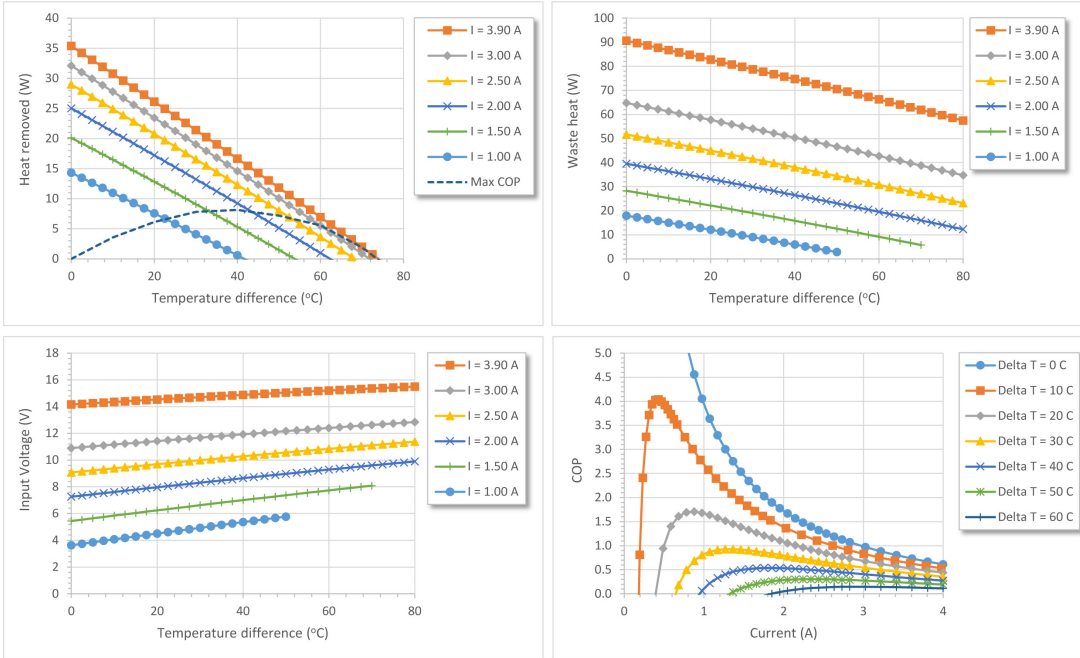 40
35
30
25
20
15
10
5
0
Heat removed (W)
0 20 40 60 80
Temperature difference (°C)
I = 3.90 A
I = 3.00 A
I = 2.50 A
I = 2.00 A
I = 1.50 A
I = 1.00 A
Max COP
100
90
80
70
60
50
40
30
20
10
0
Waste heat (W)
0 20 40 60 80
Temperature difference (°C)
I = 3.90 A
I = 3.00 A
I = 2.50 A
I = 2.00 A
I = 1.50 A
I = 1.00 A
18
16
14
12
10
8
6
4
2
0
Input Voltage (V)
0 20 40 60 80
Temperature difference (°C)
I = 3.90 A
I = 3.00 A
I = 2.50 A
I = 2.00 A
I = 1.50 A
I = 1.00 A
5.0
4.5
4.0
3.5
3.0
2.5
2.0
1.5
1.0
0.5
0.0
COP
0 1 2 3 4
Current (A)
Delta T = 0 C
Delta T = 10 C
Delta T = 20 C
Delta T = 30 C
Delta T = 40 C
Delta T = 50 C
Delta T = 60 C